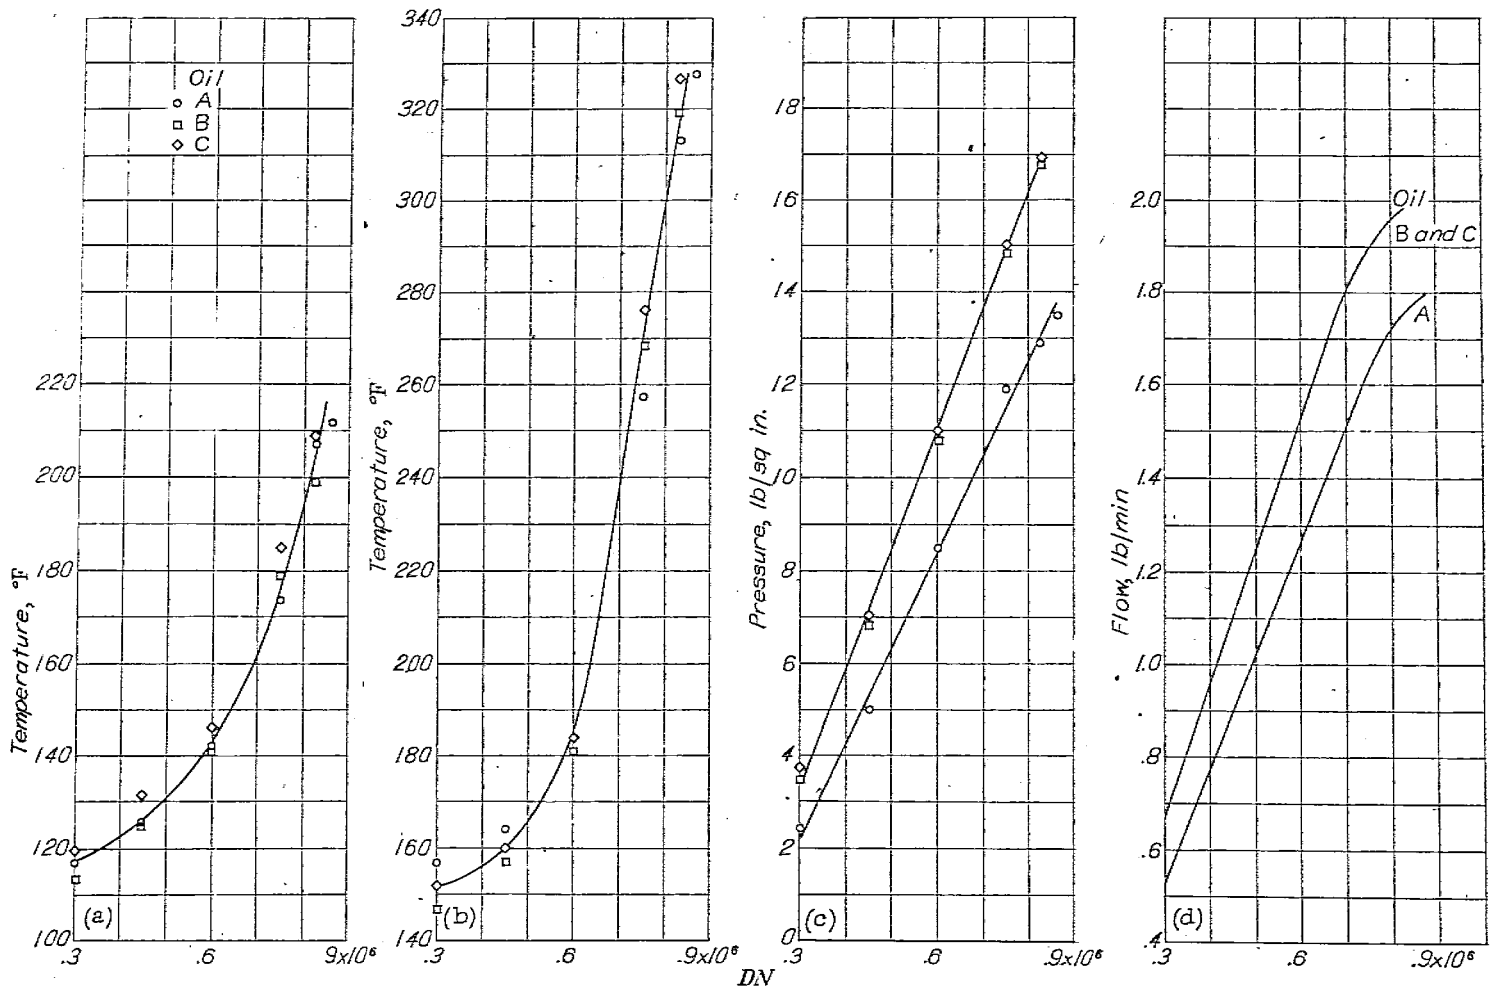 Oil
A
B
C
220
200
180
160
140
120
100
Temperature, °F
(a)
.3
.6
.9x10⁶
340
320
300
280
260
240
220
200
180
160
140
Temperature, °F
(b)
.3
.6
.9x10⁶
18
16
14
12
10
8
6
4
2
0
Pressure, lb/sq in.
(c)
.3
.6
.9x10⁶
2.0
1.8
1.6
1.4
1.2
1.0
.8
.6
.4
Flow, lb/min
Oil
B and C
A
(d)
.3
.6
.9x10⁶
DN